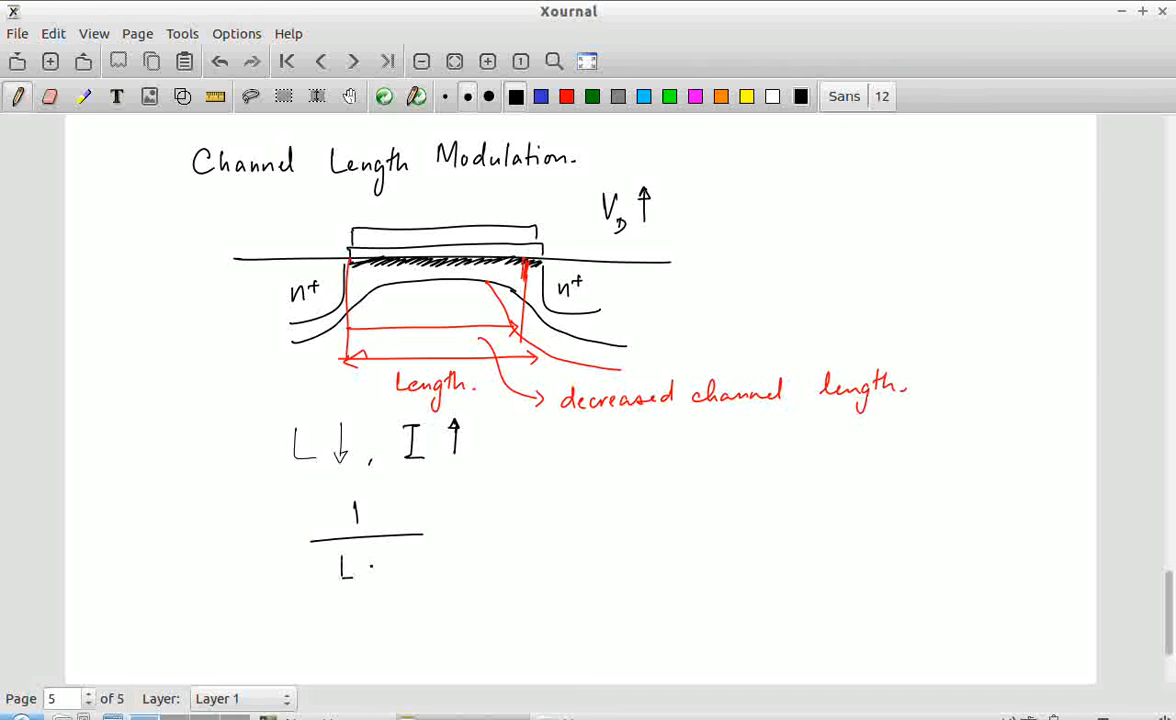 Xournal
File Edit View Page Tools Options Help
Sans 12
Channel Length Modulation.
V_D ↑
n+ n+
Length.
decreased channel length.
L ↓, I ↑
1
L ·
Page 5 of 5 Layer: Layer 1